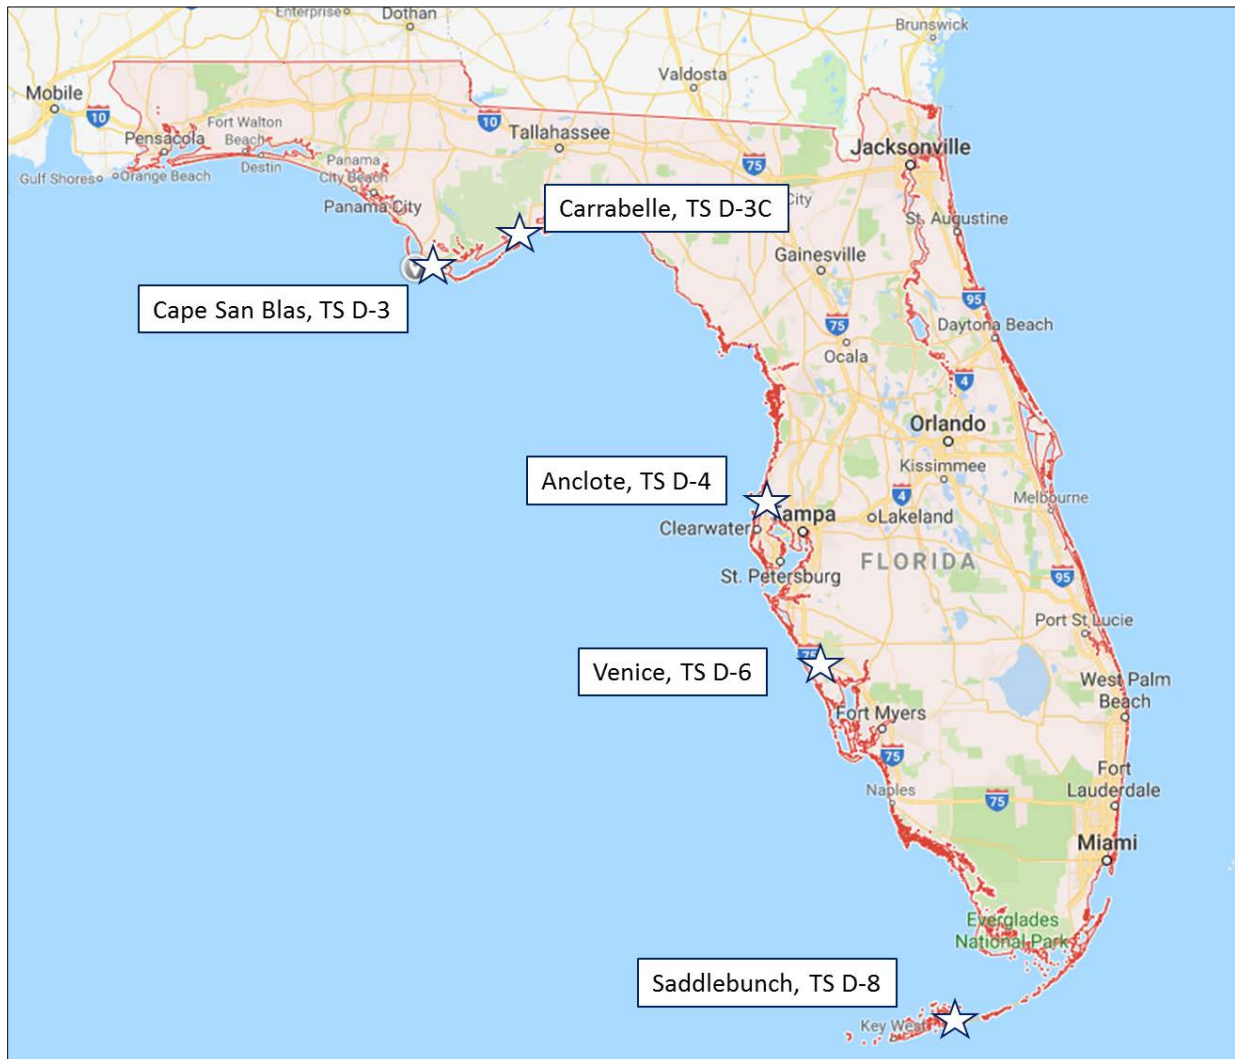 Enterprise
Dothan
Brunswick
Valdosta
Mobile
10
Pensacola
Fort Walton
Beach
Destin
10
Tallahassee
75
Jacksonville
Gulf Shores
Orange Beach
Panama
City Beach
Panama City
City
St. Augustine
Carrabelle, TS D-3C
Gainesville
Cape San Blas, TS D-3
95
75
Daytona Beach
Ocala
4
Orlando
Kissimmee
Anclote, TS D-4
4
Melbourne
Tampa
Lakeland
Clearwater
FLORIDA
St. Petersburg
95
Port St Lucie
75
Venice, TS D-6
West Palm
Beach
Fort Myers
75
Fort
Lauderdale
Naples
75
Miami
Everglades
National Park
Saddlebunch, TS D-8
Key West